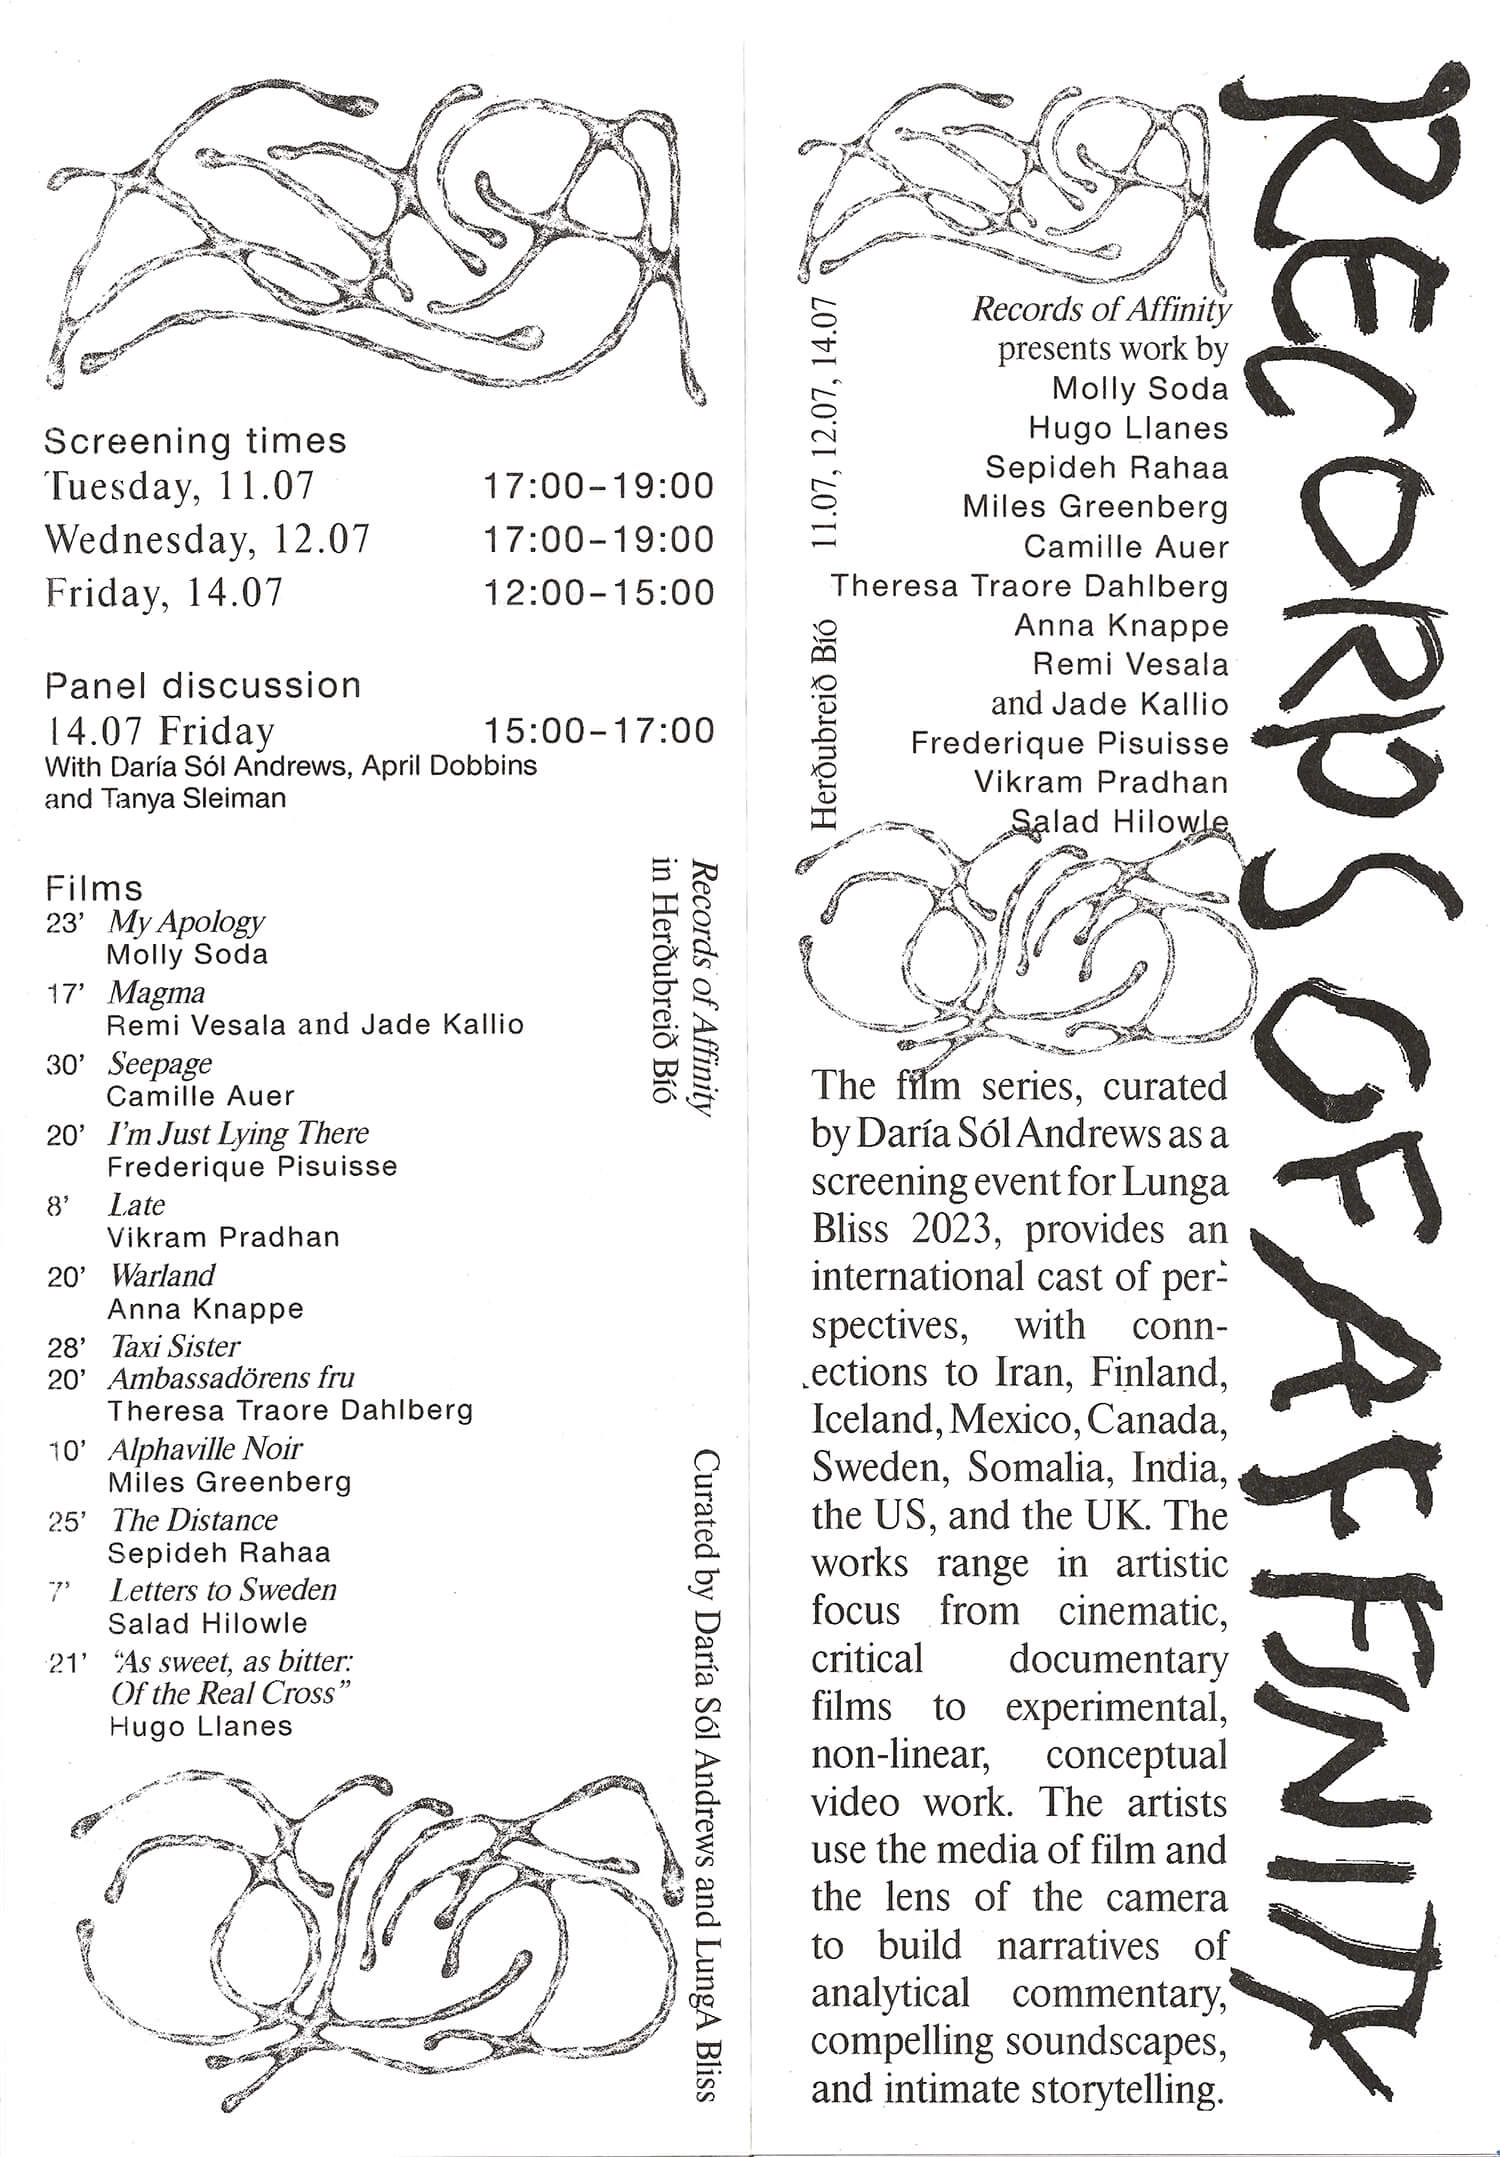 Screening times
Tuesday, 11.07 17:00–19:00
Wednesday, 12.07 17:00–19:00
Friday, 14.07 12:00–15:00
Panel discussion
14.07 Friday 15:00–17:00
With Daría Sól Andrews, April Dobbins
and Tanya Sleiman
Films
23’ My Apology
Molly Soda
17’ Magma
Remi Vesala and Jade Kallio
30’ Seepage
Camille Auer
20’ I’m Just Lying There
Frederique Pisuisse
8’ Late
Vikram Pradhan
20’ Warland
Anna Knappe
28’ Taxi Sister
20’ Ambassadörens fru
Theresa Traore Dahlberg
10’ Alphaville Noir
Miles Greenberg
25’ The Distance
Sepideh Rahaa
7’ Letters to Sweden
Salad Hilowle
21’ “As sweet, as bitter:
Of the Real Cross”
Hugo Llanes
Records of Affinity
in Herðubreið Bíó
Curated by Daría Sól Andrews and LungA Bliss
Herðubreið Bíó 11.07, 12.07, 14.07
Records of Affinity
presents work by
Molly Soda
Hugo Llanes
Sepideh Rahaa
Miles Greenberg
Camille Auer
Theresa Traore Dahlberg
Anna Knappe
Remi Vesala
and Jade Kallio
Frederique Pisuisse
Vikram Pradhan
Salad Hilowle
The film series, curated
by Daría Sól Andrews as a
screening event for Lunga
Bliss 2023, provides an
international cast of per-
spectives, with conn-
ections to Iran, Finland,
Iceland, Mexico, Canada,
Sweden, Somalia, India,
the US, and the UK. The
works range in artistic
focus from cinematic,
critical documentary
films to experimental,
non-linear, conceptual
video work. The artists
use the media of film and
the lens of the camera
to build narratives of
analytical commentary,
compelling soundscapes,
and intimate storytelling.
RECORDS OF AFFINITY